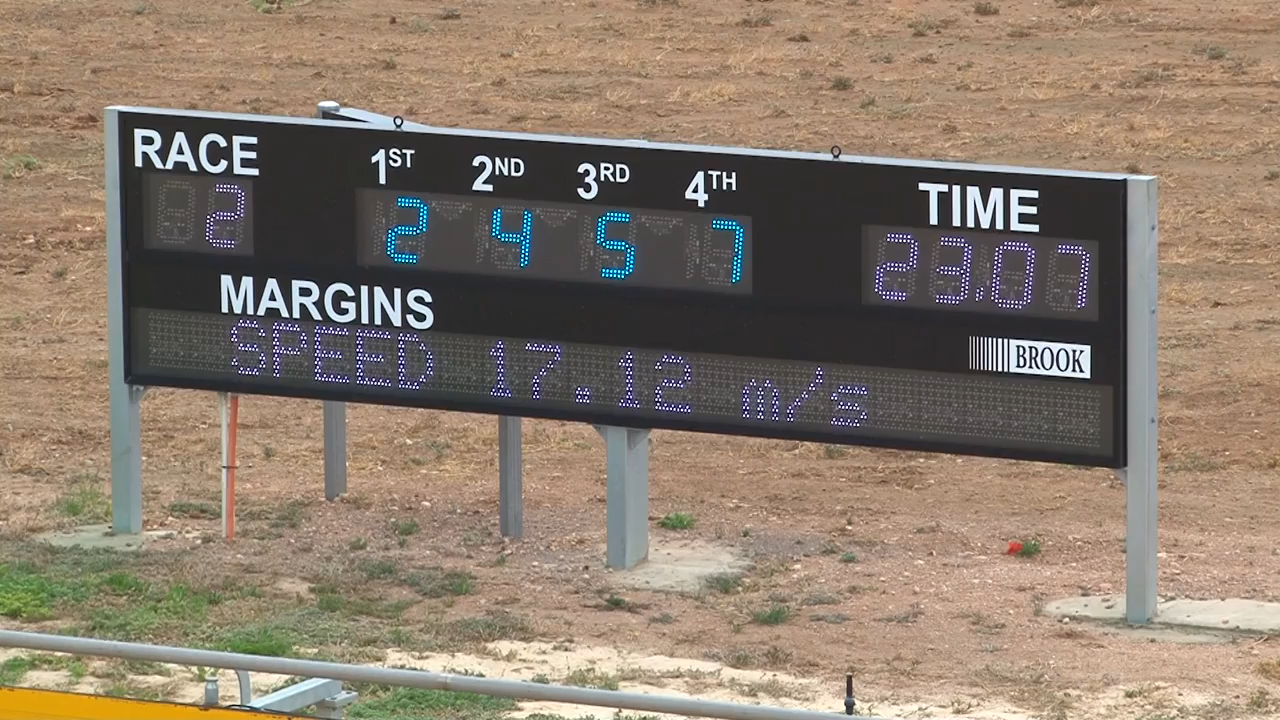 RACE 1ST 2ND 3RD 4TH TIME
2 2 4 5 7 23.07
MARGINS
BROOK
SPEED 17.12 m/s